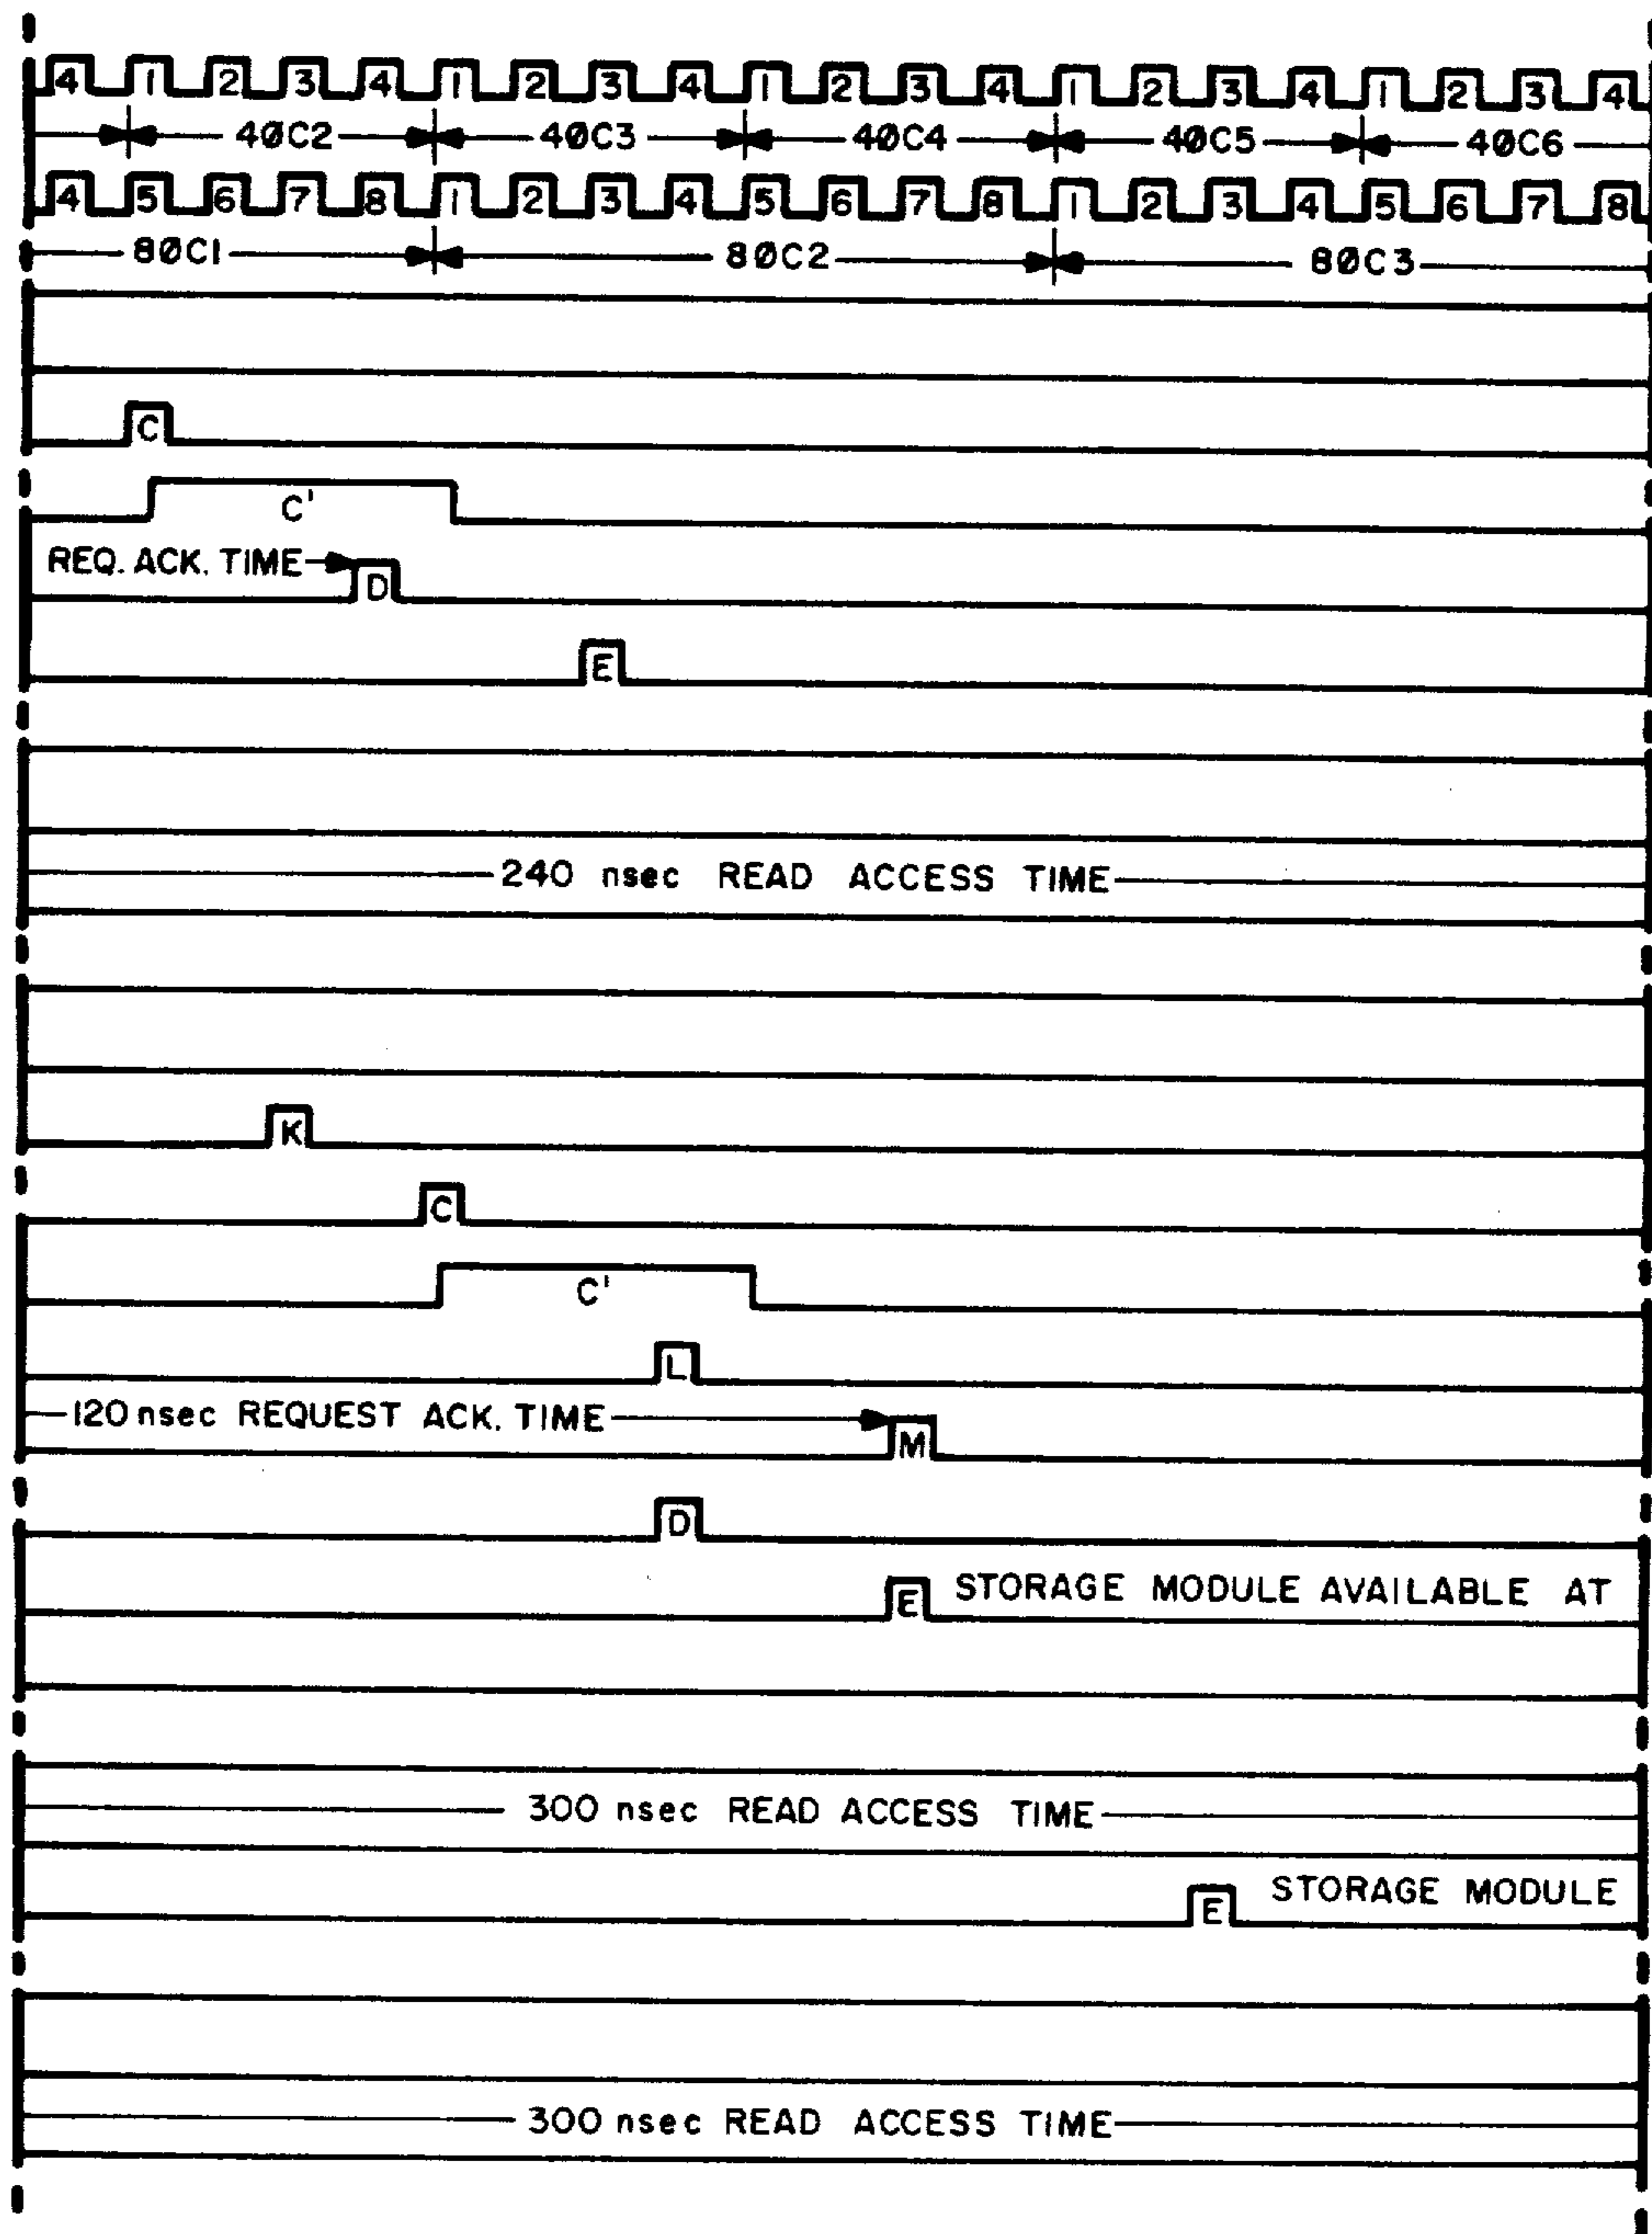 4 1 2 3 4 1 2 3 4 1 2 3 4 1 2 3 4 1 2 3 4
40C2 40C3 40C4 40C5 40C6
4 5 6 7 8 1 2 3 4 5 6 7 8 1 2 3 4 5 6 7 8
80C1 80C2 80C3
C
C'
REQ. ACK. TIME D
E
240 nsec READ ACCESS TIME
K
C
C'
L
120 nsec REQUEST ACK. TIME M
D
E STORAGE MODULE AVAILABLE AT
300 nsec READ ACCESS TIME
E STORAGE MODULE
300 nsec READ ACCESS TIME